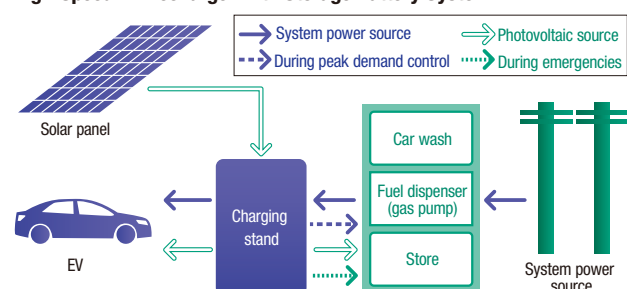 System power source
Photovoltaic source
During peak demand control
During emergencies
Solar panel
Car wash
Fuel dispenser
(gas pump)
Charging
stand
Store
EV
System power
source